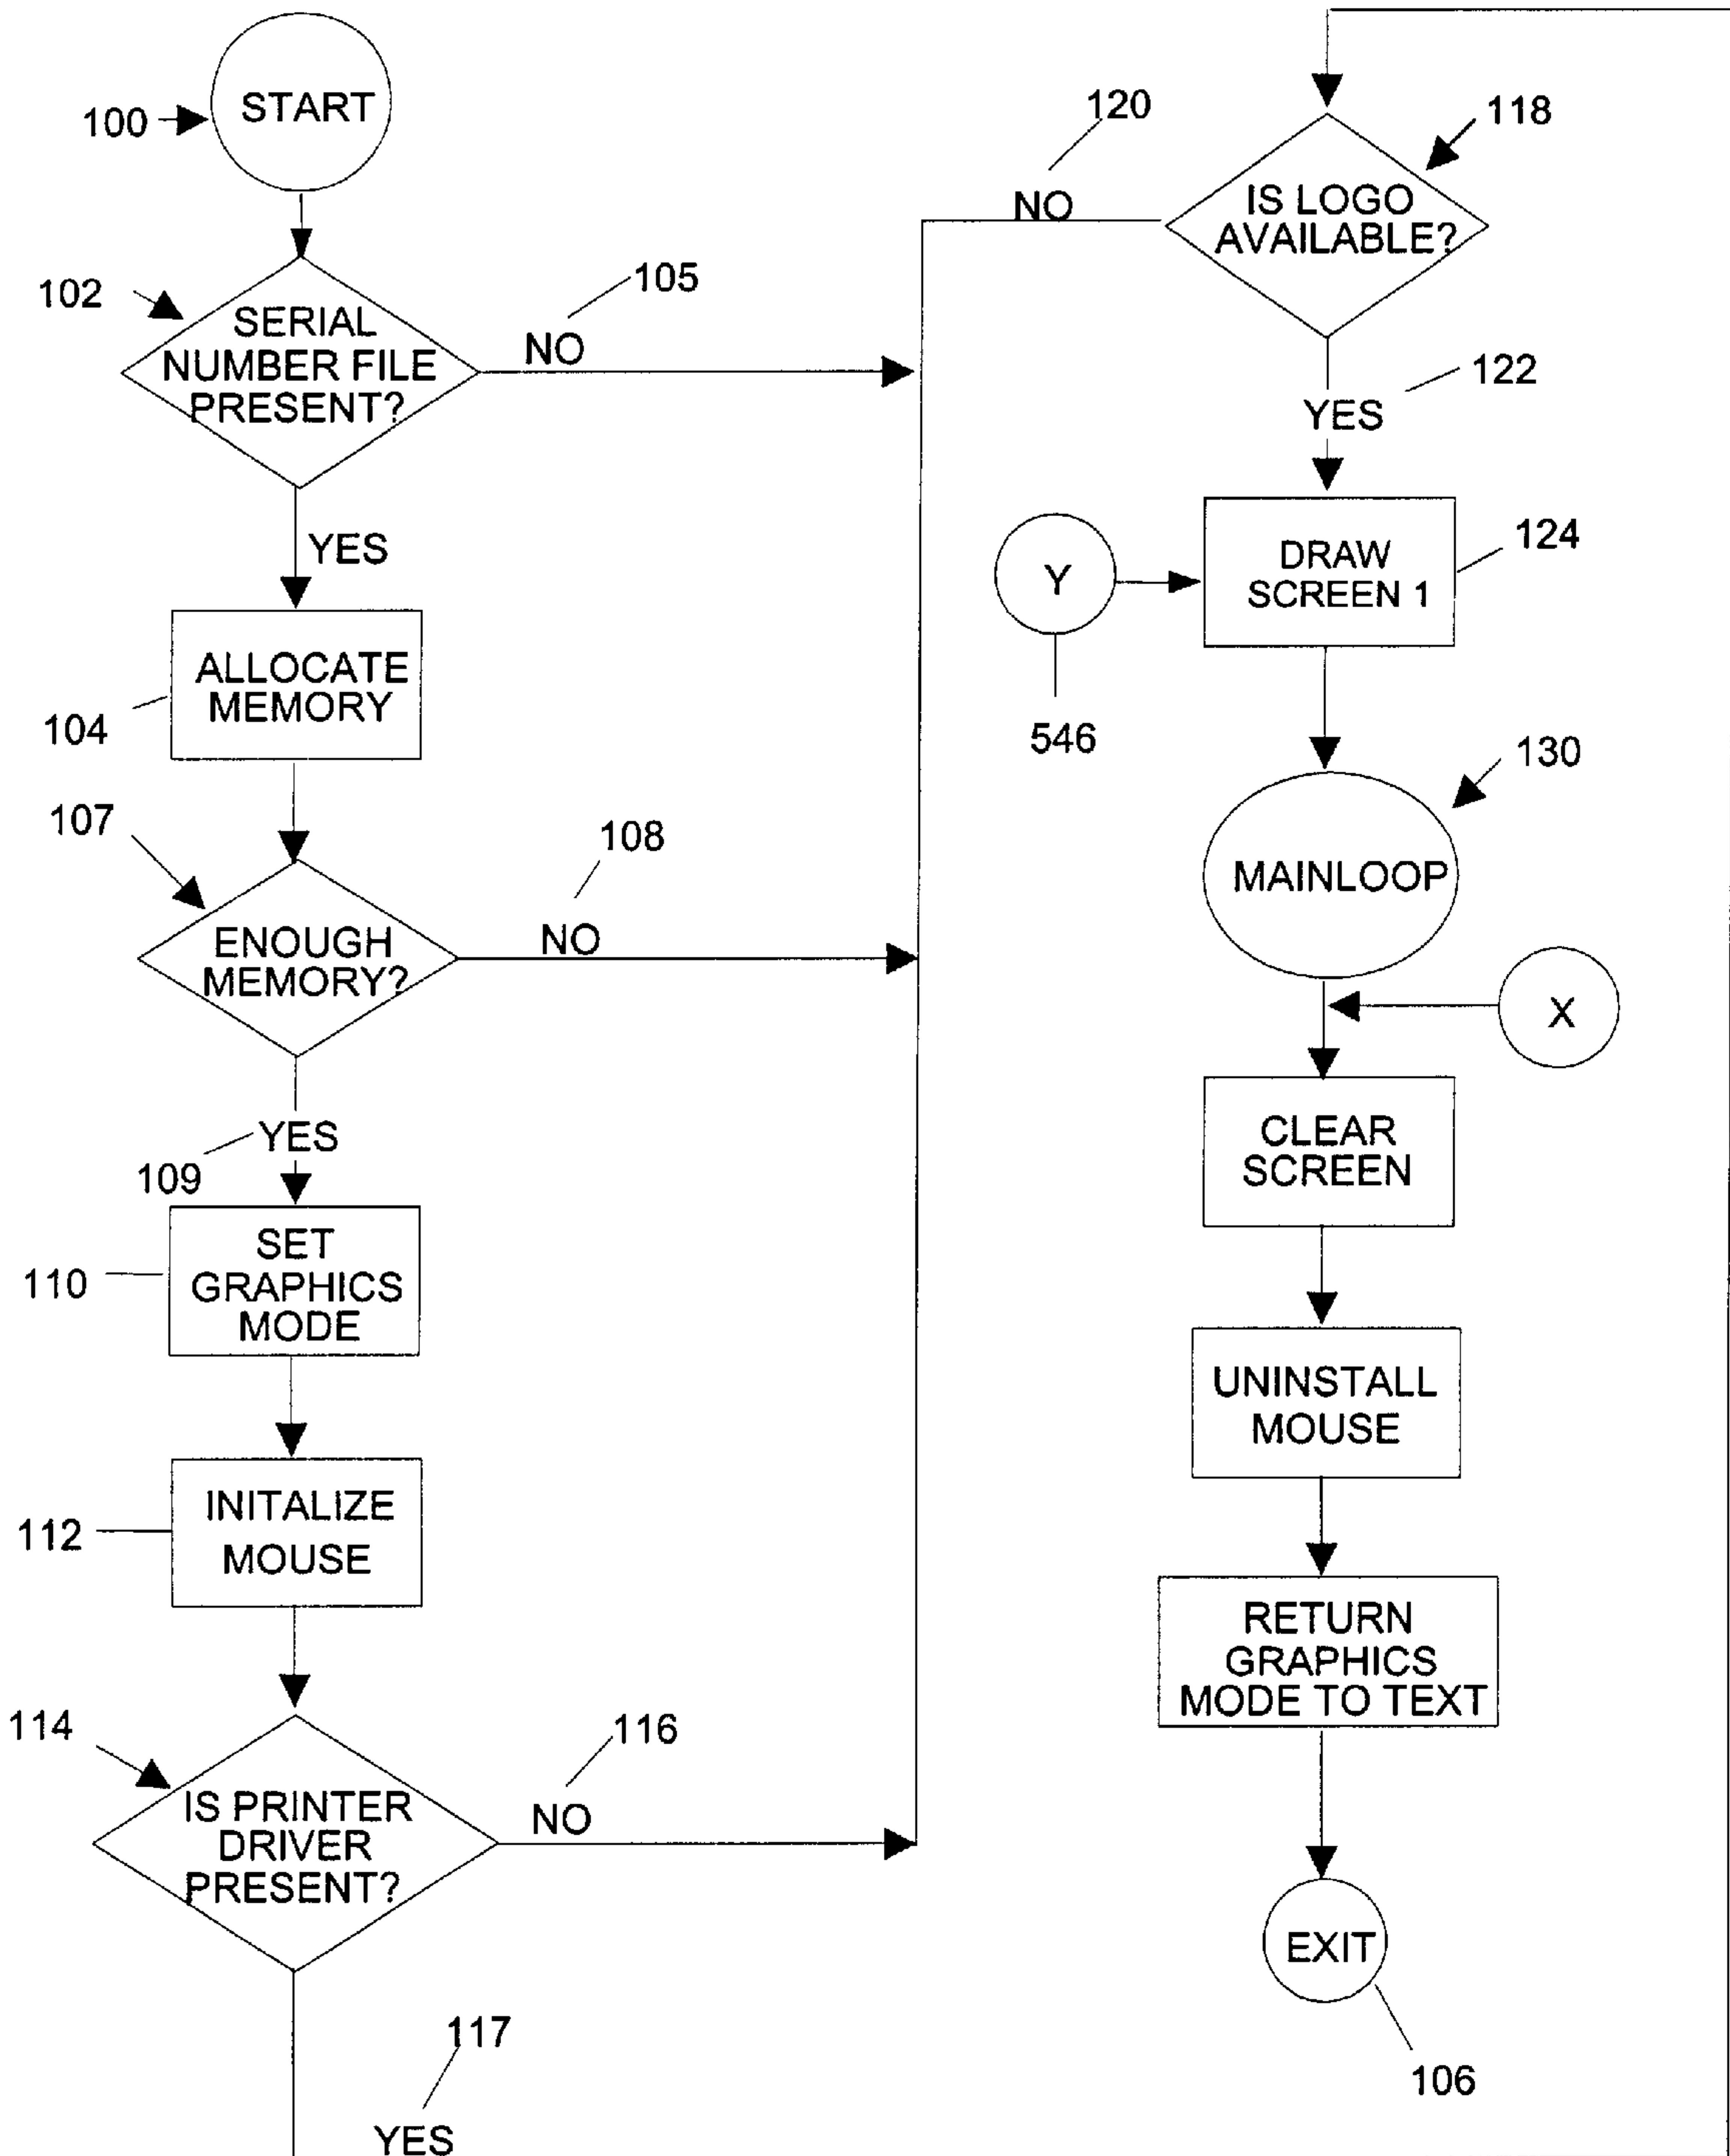 START
100
102
SERIAL
NUMBER FILE
PRESENT?
105
NO
YES
ALLOCATE
MEMORY
104
107
108
ENOUGH
MEMORY?
NO
YES
109
SET
GRAPHICS
MODE
110
INITALIZE
MOUSE
112
114
116
IS PRINTER
DRIVER
PRESENT?
NO
117
YES
120
NO
118
IS LOGO
AVAILABLE?
122
YES
124
DRAW
SCREEN 1
Y
546
130
MAINLOOP
X
CLEAR
SCREEN
UNINSTALL
MOUSE
RETURN
GRAPHICS
MODE TO TEXT
EXIT
106